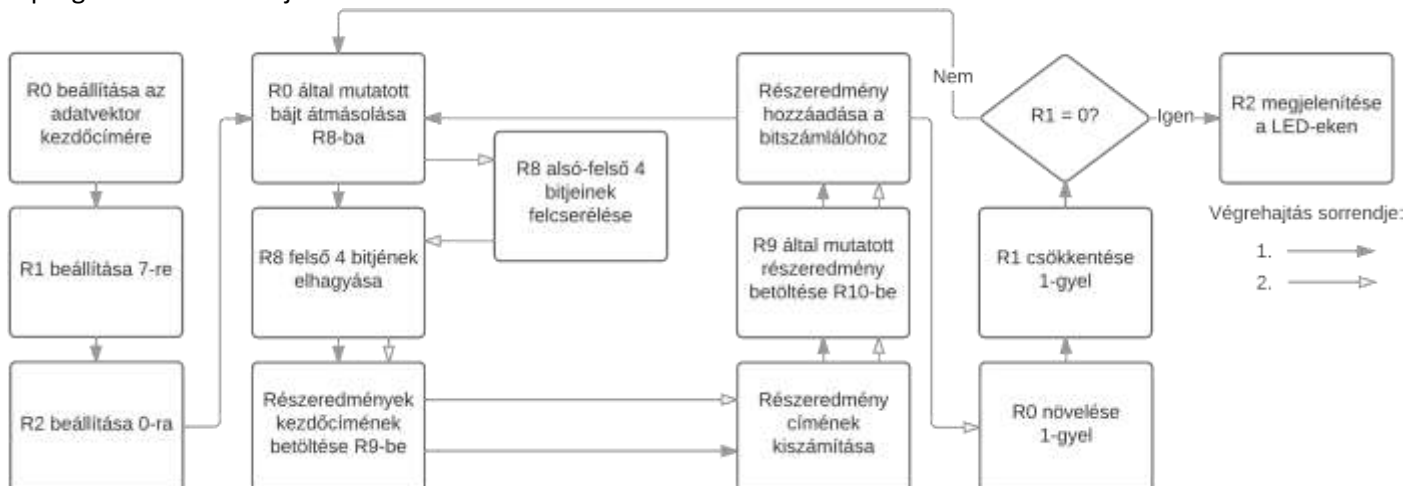 R0 beállítása az
adatvektor
kezdőcímére
R1 beállítása 7-re
R2 beállítása 0-ra
R0 által mutatott
bájt átmásolása
R8-ba
R8 alsó-felső 4
bitjeinek
felcserélése
R8 felső 4 bitjének
elhagyása
Részeredmények
kezdőcímének
betöltése R9-be
Részeredmény
címének
kiszámítása
R9 által mutatott
részeredmény
betöltése R10-be
Részeredmény
hozzáadása a
bitszámlálóhoz
R0 növelése
1-gyel
R1 csökkentése
1-gyel
R1 = 0?
Nem
Igen
R2 megjelenítése
a LED-eken
Végrehajtás sorrendje:
1.
2.